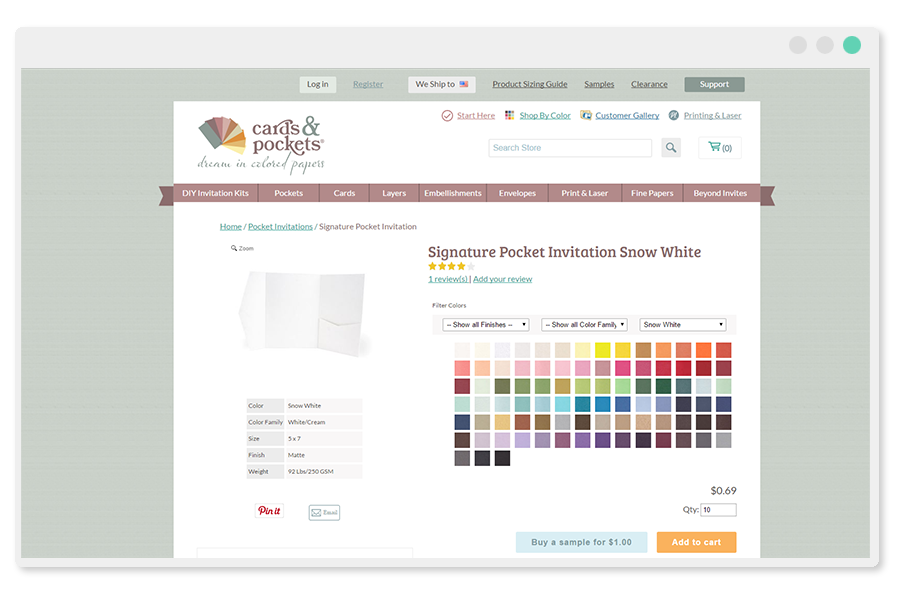 Log in Register We Ship to Product Sizing Guide Samples Clearance Support
Start Here Shop By Color Customer Gallery Printing & Laser
cards &
pockets®
dream in colored papers
Search Store
(0)
DIY Invitation Kits Pockets Cards Layers Embellishments Envelopes Print & Laser Fine Papers Beyond Invites
Home / Pocket Invitations / Signature Pocket Invitation
Zoom
Signature Pocket Invitation Snow White
1 review(s) | Add your review
Filter Colors
-- Show all Finishes -- -- Show all Color Family Snow White
Color Snow White
Color Family White/Cream
Size 5 x 7
Finish Matte
Weight 92 Lbs/250 GSM
$0.69
Qty: 10
Pin it Email
Buy a sample for $1.00 Add to cart